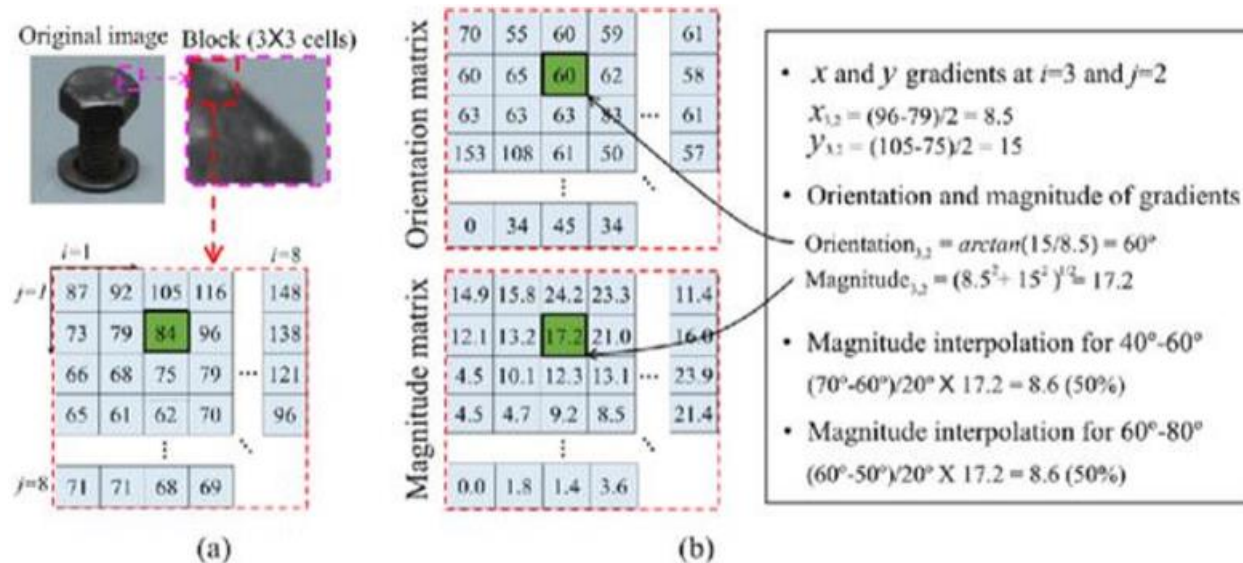 Original image
Block (3X3 cells)
i=1
i=8
j=1
87 92 105 116 148
73 79 84 96 138
66 68 75 79 ... 121
65 61 62 70 96
j=8
71 71 68 69
(a)
Orientation matrix
70 55 60 59 61
60 65 60 62 58
63 63 63 83 ... 61
153 108 61 50 57
0 34 45 34
Magnitude matrix
14.9 15.8 24.2 23.3 11.4
12.1 13.2 17.2 21.0 16.0
4.5 10.1 12.3 13.1 ... 23.9
4.5 4.7 9.2 8.5 21.4
0.0 1.8 1.4 3.6
(b)
• x and y gradients at i=3 and j=2
x3,2 = (96-79)/2 = 8.5
y3,2 = (105-75)/2 = 15
• Orientation and magnitude of gradients
Orientation3,2 = arctan(15/8.5) = 60°
Magnitude3,2 = (8.5²+ 15²)^1/2 = 17.2
• Magnitude interpolation for 40°-60°
(70°-60°)/20° X 17.2 = 8.6 (50%)
• Magnitude interpolation for 60°-80°
(60°-50°)/20° X 17.2 = 8.6 (50%)